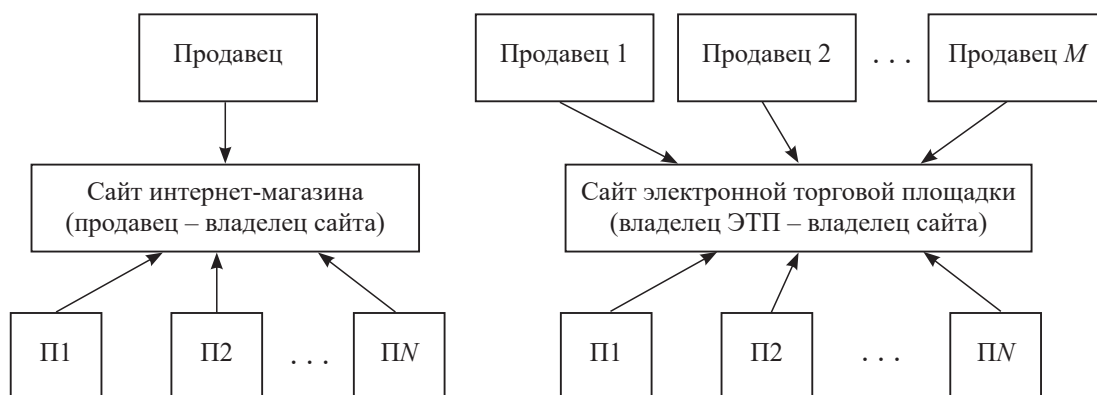 Продавец
Продавец 1
Продавец 2
. . .
Продавец M
Сайт интернет-магазина
(продавец – владелец сайта)
Сайт электронной торговой площадки
(владелец ЭТП – владелец сайта)
П1
П2
. . .
ПN
П1
П2
. . .
ПN